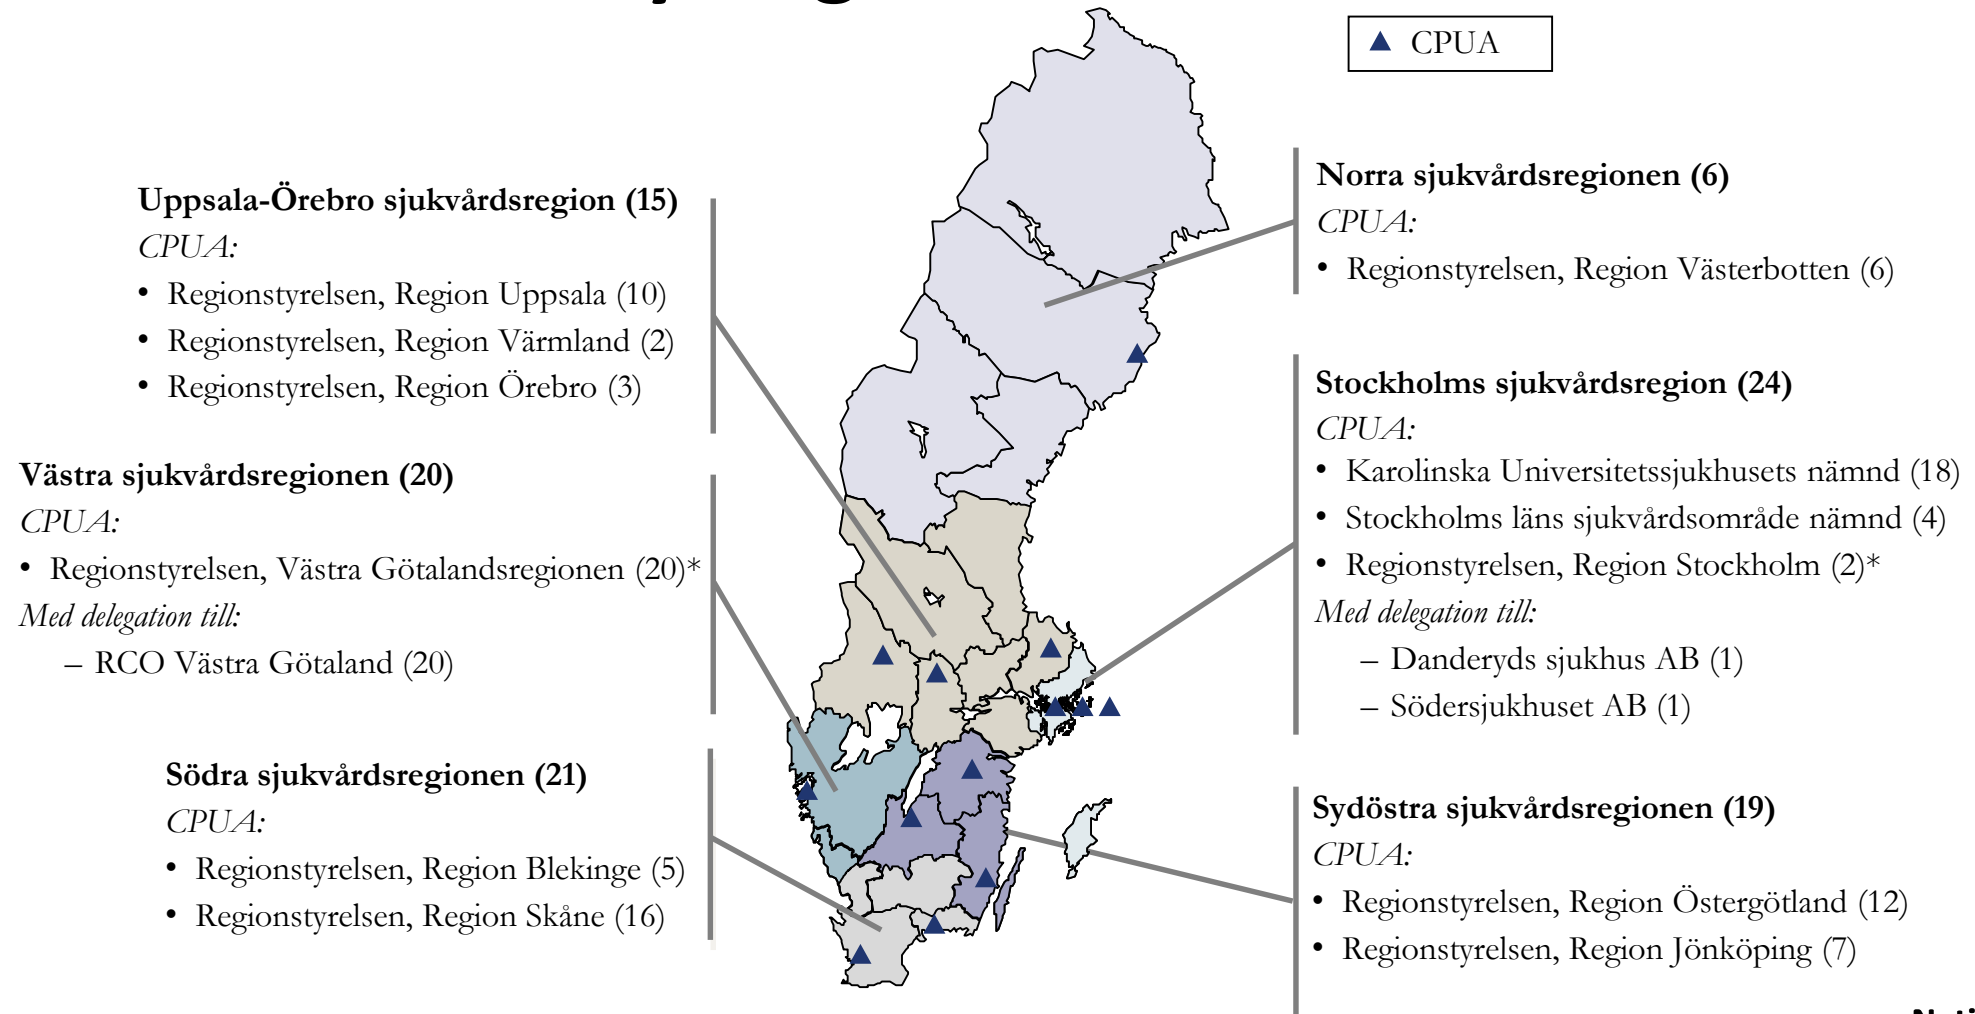 CPUA
Uppsala-Örebro sjukvårdsregion (15)
CPUA:
• Regionstyrelsen, Region Uppsala (10)
• Regionstyrelsen, Region Värmland (2)
• Regionstyrelsen, Region Örebro (3)
Västra sjukvårdsregionen (20)
CPUA:
• Regionstyrelsen, Västra Götalandsregionen (20)*
Med delegation till:
– RCO Västra Götaland (20)
Södra sjukvårdsregionen (21)
CPUA:
• Regionstyrelsen, Region Blekinge (5)
• Regionstyrelsen, Region Skåne (16)
Norra sjukvårdsregionen (6)
CPUA:
• Regionstyrelsen, Region Västerbotten (6)
Stockholms sjukvårdsregion (24)
CPUA:
• Karolinska Universitetssjukhusets nämnd (18)
• Stockholms läns sjukvårdsområde nämnd (4)
• Regionstyrelsen, Region Stockholm (2)*
Med delegation till:
– Danderyds sjukhus AB (1)
– Södersjukhuset AB (1)
Sydöstra sjukvårdsregionen (19)
CPUA:
• Regionstyrelsen, Region Östergötland (12)
• Regionstyrelsen, Region Jönköping (7)